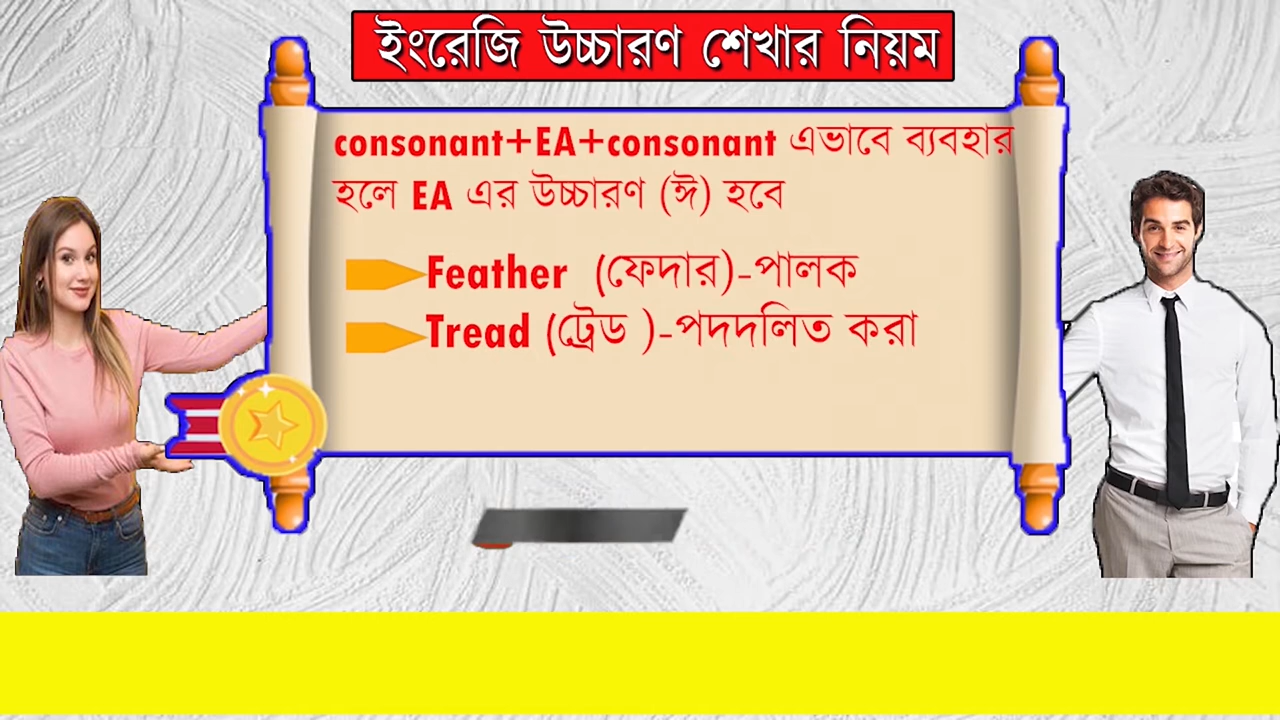 ইংরেজি উচ্চারণ শেখার নিয়ম
consonant+EA+consonant এভাবে ব্যবহার
হলে EA এর উচ্চারণ (ঈ) হবে
Feather (ফেদার)-পালক
Tread (ট্রেড )-পদদলিত করা